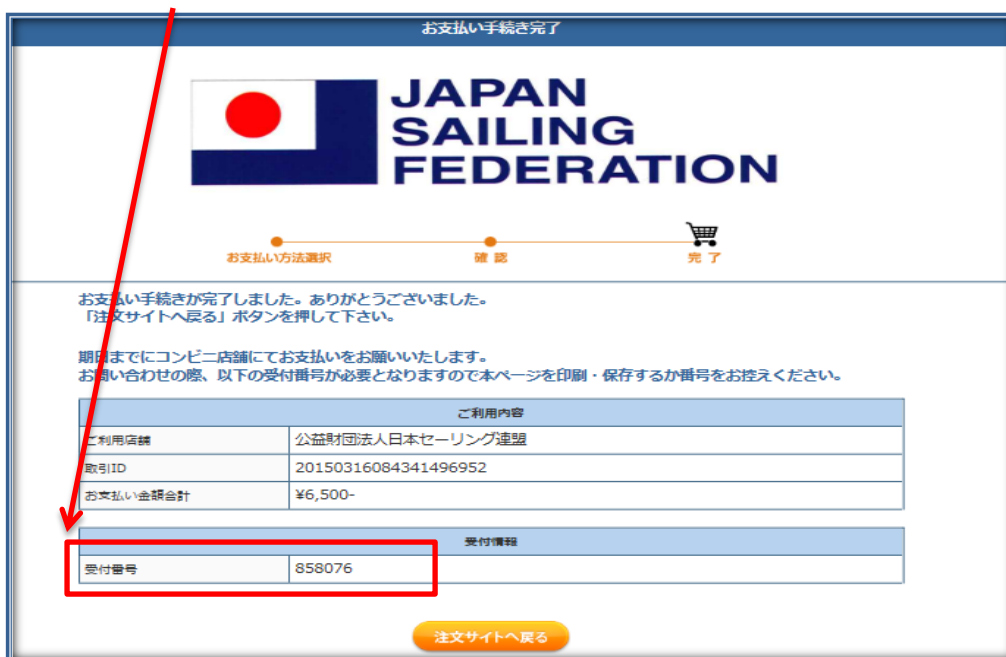 お支払い手続き完了
JAPAN
SAILING
FEDERATION
お支払い方法選択
確認
完了
お支払い手続きが完了しました。ありがとうございました。
「注文サイトへ戻る」ボタンを押して下さい。
期日までにコンビニ店舗にてお支払いをお願いいたします。
お問い合わせの際、以下の受付番号が必要となりますので本ページを印刷・保存するか番号をお控えください。
ご利用内容
ご利用店舗 公益財団法人日本セーリング連盟
取引ID 20150316084341496952
お支払い金額合計 ¥6,500-
受付情報
受付番号 858076
注文サイトへ戻る